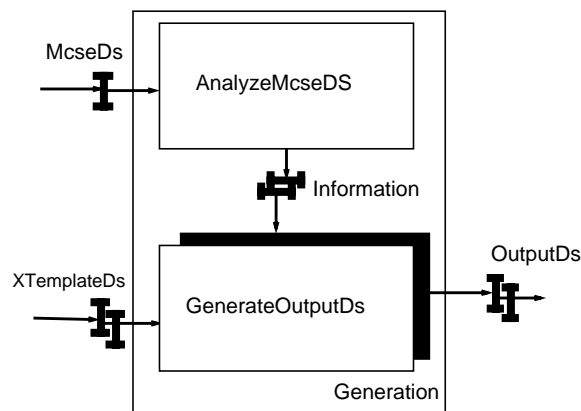 McseDs
AnalyzeMcseDS
Information
OutputDs
XTemplateDs
GenerateOutputDs
Generation